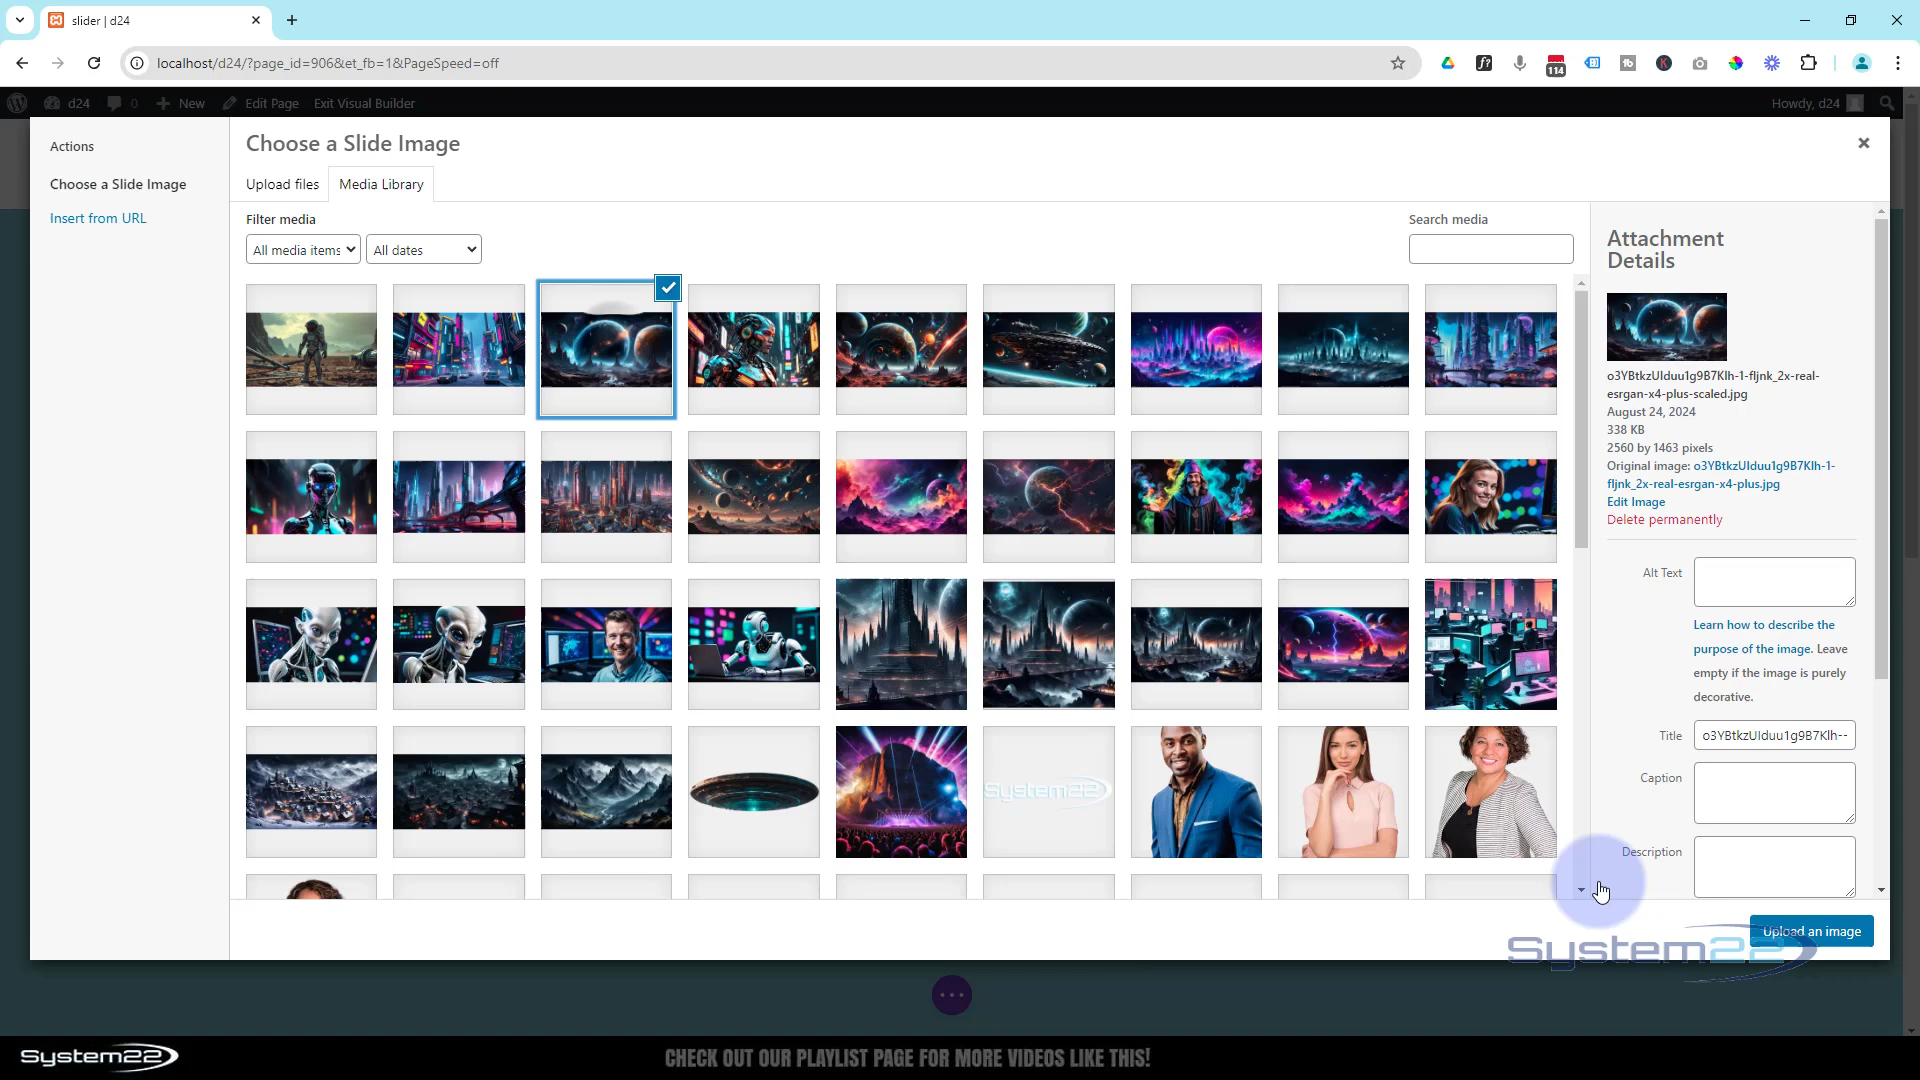 slider | d24
localhost/d24/?page_id=906&et_fb=1&PageSpeed=off
114
d24
0
New
Edit Page
Exit Visual Builder
Howdy, d24
Actions
Choose a Slide Image
Insert from URL
Choose a Slide Image
Upload files
Media Library
Filter media
All media items
All dates
Search media
Attachment
Details
o3YBtkzUIduu1g9B7Klh-1-fljnk_2x-real-
esrgan-x4-plus-scaled.jpg
August 24, 2024
338 KB
2560 by 1463 pixels
Original image: o3YBtkzUIduu1g9B7Klh-1-
fljnk_2x-real-esrgan-x4-plus.jpg
Edit Image
Delete permanently
Alt Text
Learn how to describe the
purpose of the image. Leave
empty if the image is purely
decorative.
Title
o3YBtkzUIduu1g9B7Klh--
Caption
Description
System22
Upload an image
System22
System22
CHECK OUT OUR PLAYLIST PAGE FOR MORE VIDEOS LIKE THIS!